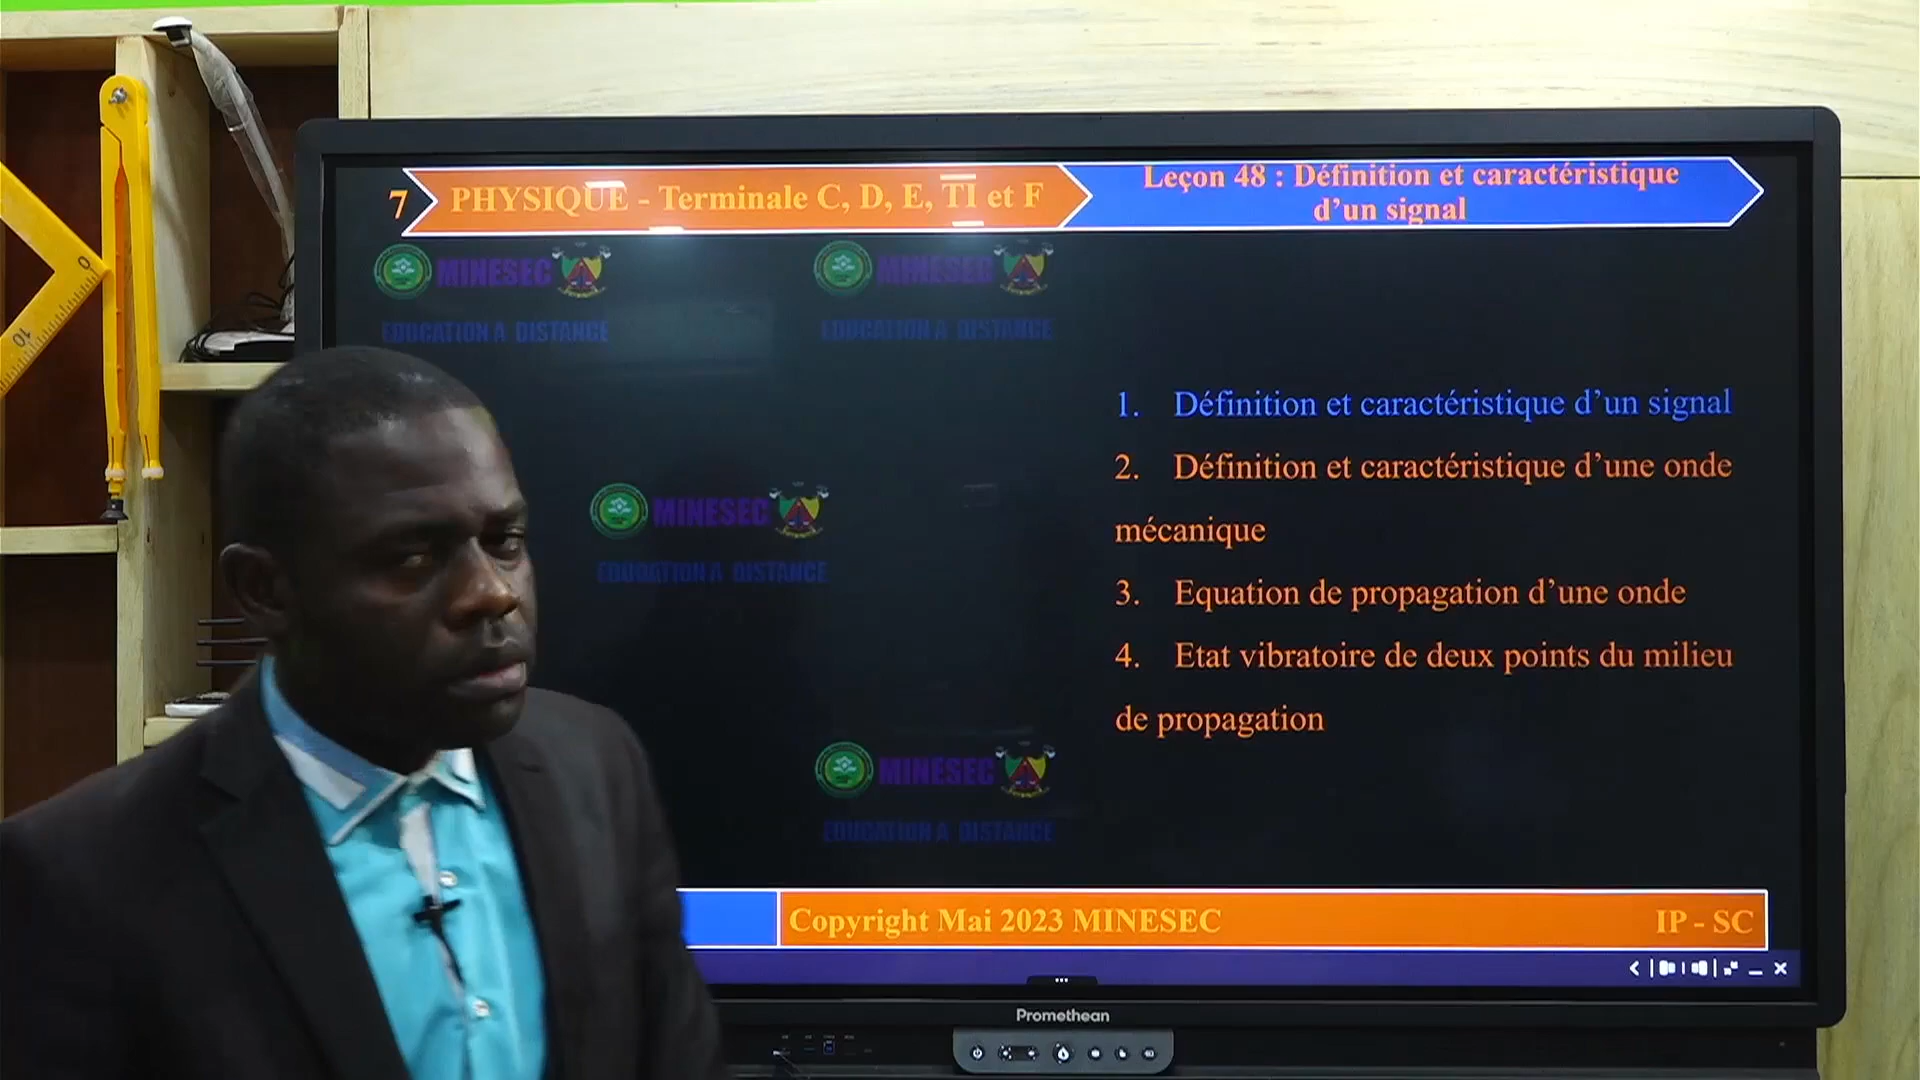 7
PHYSIQUE - Terminale C, D, E, TI et F
Leçon 48 : Définition et caractéristique
d’un signal
MINESEC
EDUCATION A DISTANCE
MINESEC
EDUCATION A DISTANCE
1. Définition et caractéristique d’un signal
2. Définition et caractéristique d’une onde
mécanique
3. Equation de propagation d’une onde
4. Etat vibratoire de deux points du milieu
de propagation
MINESEC
EDUCATION A DISTANCE
MINESEC
EDUCATION A DISTANCE
Copyright Mai 2023 MINESEC
IP - SC
Promethean
0
10